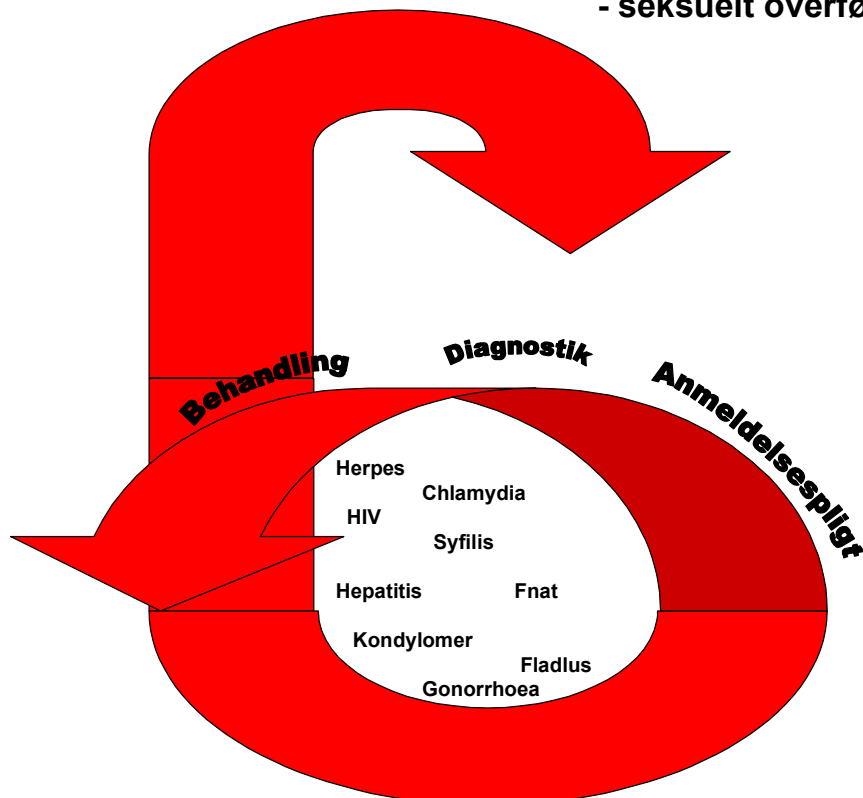 - seksuelt overfø
Behandling
Diagnostik
Anmeldelsespligt
Herpes
Chlamydia
HIV
Syfilis
Hepatitis Fnat
Kondylomer
Fladlus
Gonorrhoea